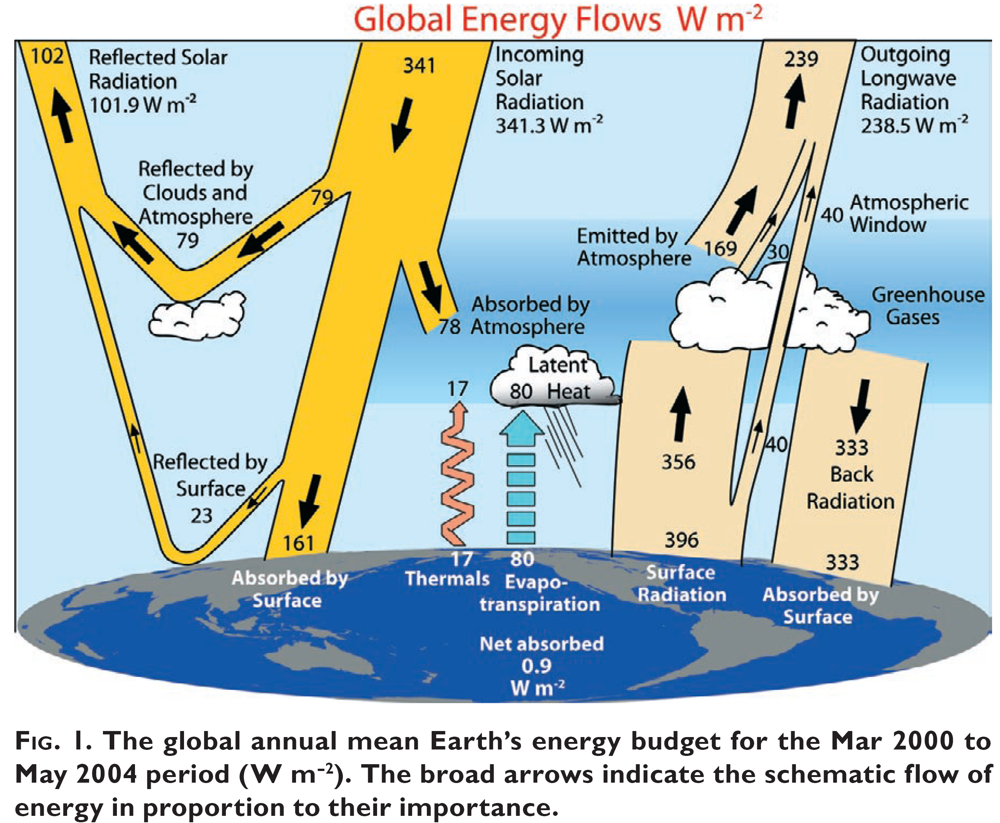 Global Energy Flows W m-2
102
Reflected Solar
Radiation
101.9 W m-2
341
Incoming
Solar
Radiation
341.3 W m-2
239
Outgoing
Longwave
Radiation
238.5 W m-2
Reflected by
Clouds and
Atmosphere
79
79
Emitted by
Atmosphere
169
30
40
Atmospheric
Window
Greenhouse
Gases
Absorbed by
78 Atmosphere
Latent
80 Heat
17
356
40
333
Back
Radiation
Reflected by
Surface
23
161
396
333
Absorbed by
Surface
17
Thermals
80
Evapo-
transpiration
Surface
Radiation
Absorbed by
Surface
Net absorbed
0.9
W m-2
Fig. 1. The global annual mean Earth’s energy budget for the Mar 2000 to
May 2004 period (W m–2). The broad arrows indicate the schematic flow of
energy in proportion to their importance.